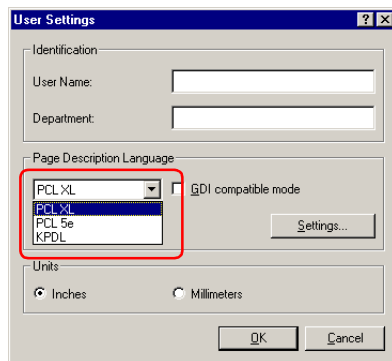 User Settings
Identification
User Name:
Department:
Page Description Language
PCL XL
GDI compatible mode
PCL XL
PCL 5e
KPDL
Settings...
Units
Inches
Millimeters
OK
Cancel